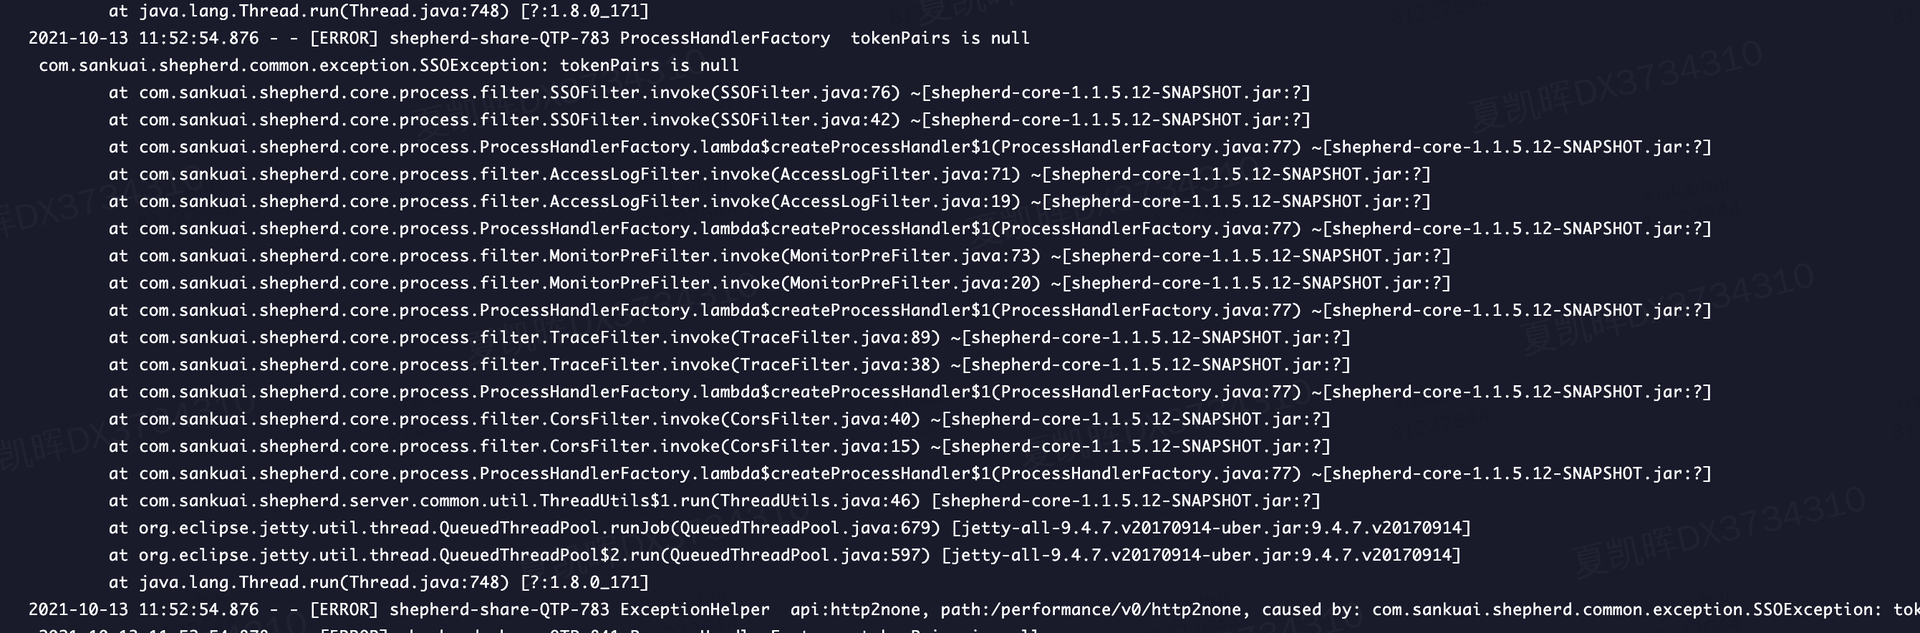 at java.lang.Thread.run(Thread.java:748) [?:1.8.0_171]
2021-10-13 11:52:54.876 - - [ERROR] shepherd-share-QTP-783 ProcessHandlerFactory  tokenPairs is null
com.sankuai.shepherd.common.exception.SSOException: tokenPairs is null
at com.sankuai.shepherd.core.process.filter.SSOFilter.invoke(SSOFilter.java:76) ~[shepherd-core-1.1.5.12-SNAPSHOT.jar:?]
at com.sankuai.shepherd.core.process.filter.SSOFilter.invoke(SSOFilter.java:42) ~[shepherd-core-1.1.5.12-SNAPSHOT.jar:?]
at com.sankuai.shepherd.core.process.ProcessHandlerFactory.lambda$createProcessHandler$1(ProcessHandlerFactory.java:77) ~[shepherd-core-1.1.5.12-SNAPSHOT.jar:?]
at com.sankuai.shepherd.core.process.filter.AccessLogFilter.invoke(AccessLogFilter.java:71) ~[shepherd-core-1.1.5.12-SNAPSHOT.jar:?]
at com.sankuai.shepherd.core.process.filter.AccessLogFilter.invoke(AccessLogFilter.java:19) ~[shepherd-core-1.1.5.12-SNAPSHOT.jar:?]
at com.sankuai.shepherd.core.process.ProcessHandlerFactory.lambda$createProcessHandler$1(ProcessHandlerFactory.java:77) ~[shepherd-core-1.1.5.12-SNAPSHOT.jar:?]
at com.sankuai.shepherd.core.process.filter.MonitorPreFilter.invoke(MonitorPreFilter.java:73) ~[shepherd-core-1.1.5.12-SNAPSHOT.jar:?]
at com.sankuai.shepherd.core.process.filter.MonitorPreFilter.invoke(MonitorPreFilter.java:20) ~[shepherd-core-1.1.5.12-SNAPSHOT.jar:?]
at com.sankuai.shepherd.core.process.ProcessHandlerFactory.lambda$createProcessHandler$1(ProcessHandlerFactory.java:77) ~[shepherd-core-1.1.5.12-SNAPSHOT.jar:?]
at com.sankuai.shepherd.core.process.filter.TraceFilter.invoke(TraceFilter.java:89) ~[shepherd-core-1.1.5.12-SNAPSHOT.jar:?]
at com.sankuai.shepherd.core.process.filter.TraceFilter.invoke(TraceFilter.java:38) ~[shepherd-core-1.1.5.12-SNAPSHOT.jar:?]
at com.sankuai.shepherd.core.process.ProcessHandlerFactory.lambda$createProcessHandler$1(ProcessHandlerFactory.java:77) ~[shepherd-core-1.1.5.12-SNAPSHOT.jar:?]
at com.sankuai.shepherd.core.process.filter.CorsFilter.invoke(CorsFilter.java:40) ~[shepherd-core-1.1.5.12-SNAPSHOT.jar:?]
at com.sankuai.shepherd.core.process.filter.CorsFilter.invoke(CorsFilter.java:15) ~[shepherd-core-1.1.5.12-SNAPSHOT.jar:?]
at com.sankuai.shepherd.core.process.ProcessHandlerFactory.lambda$createProcessHandler$1(ProcessHandlerFactory.java:77) ~[shepherd-core-1.1.5.12-SNAPSHOT.jar:?]
at com.sankuai.shepherd.server.common.util.ThreadUtils$1.run(ThreadUtils.java:46) [shepherd-core-1.1.5.12-SNAPSHOT.jar:?]
at org.eclipse.jetty.util.thread.QueuedThreadPool.runJob(QueuedThreadPool.java:679) [jetty-all-9.4.7.v20170914-uber.jar:9.4.7.v20170914]
at org.eclipse.jetty.util.thread.QueuedThreadPool$2.run(QueuedThreadPool.java:597) [jetty-all-9.4.7.v20170914-uber.jar:9.4.7.v20170914]
at java.lang.Thread.run(Thread.java:748) [?:1.8.0_171]
2021-10-13 11:52:54.876 - - [ERROR] shepherd-share-QTP-783 ExceptionHelper  api:http2none, path:/performance/v0/http2none, caused by: com.sankuai.shepherd.common.exception.SSOException: tok
夏凯晖DX3734310